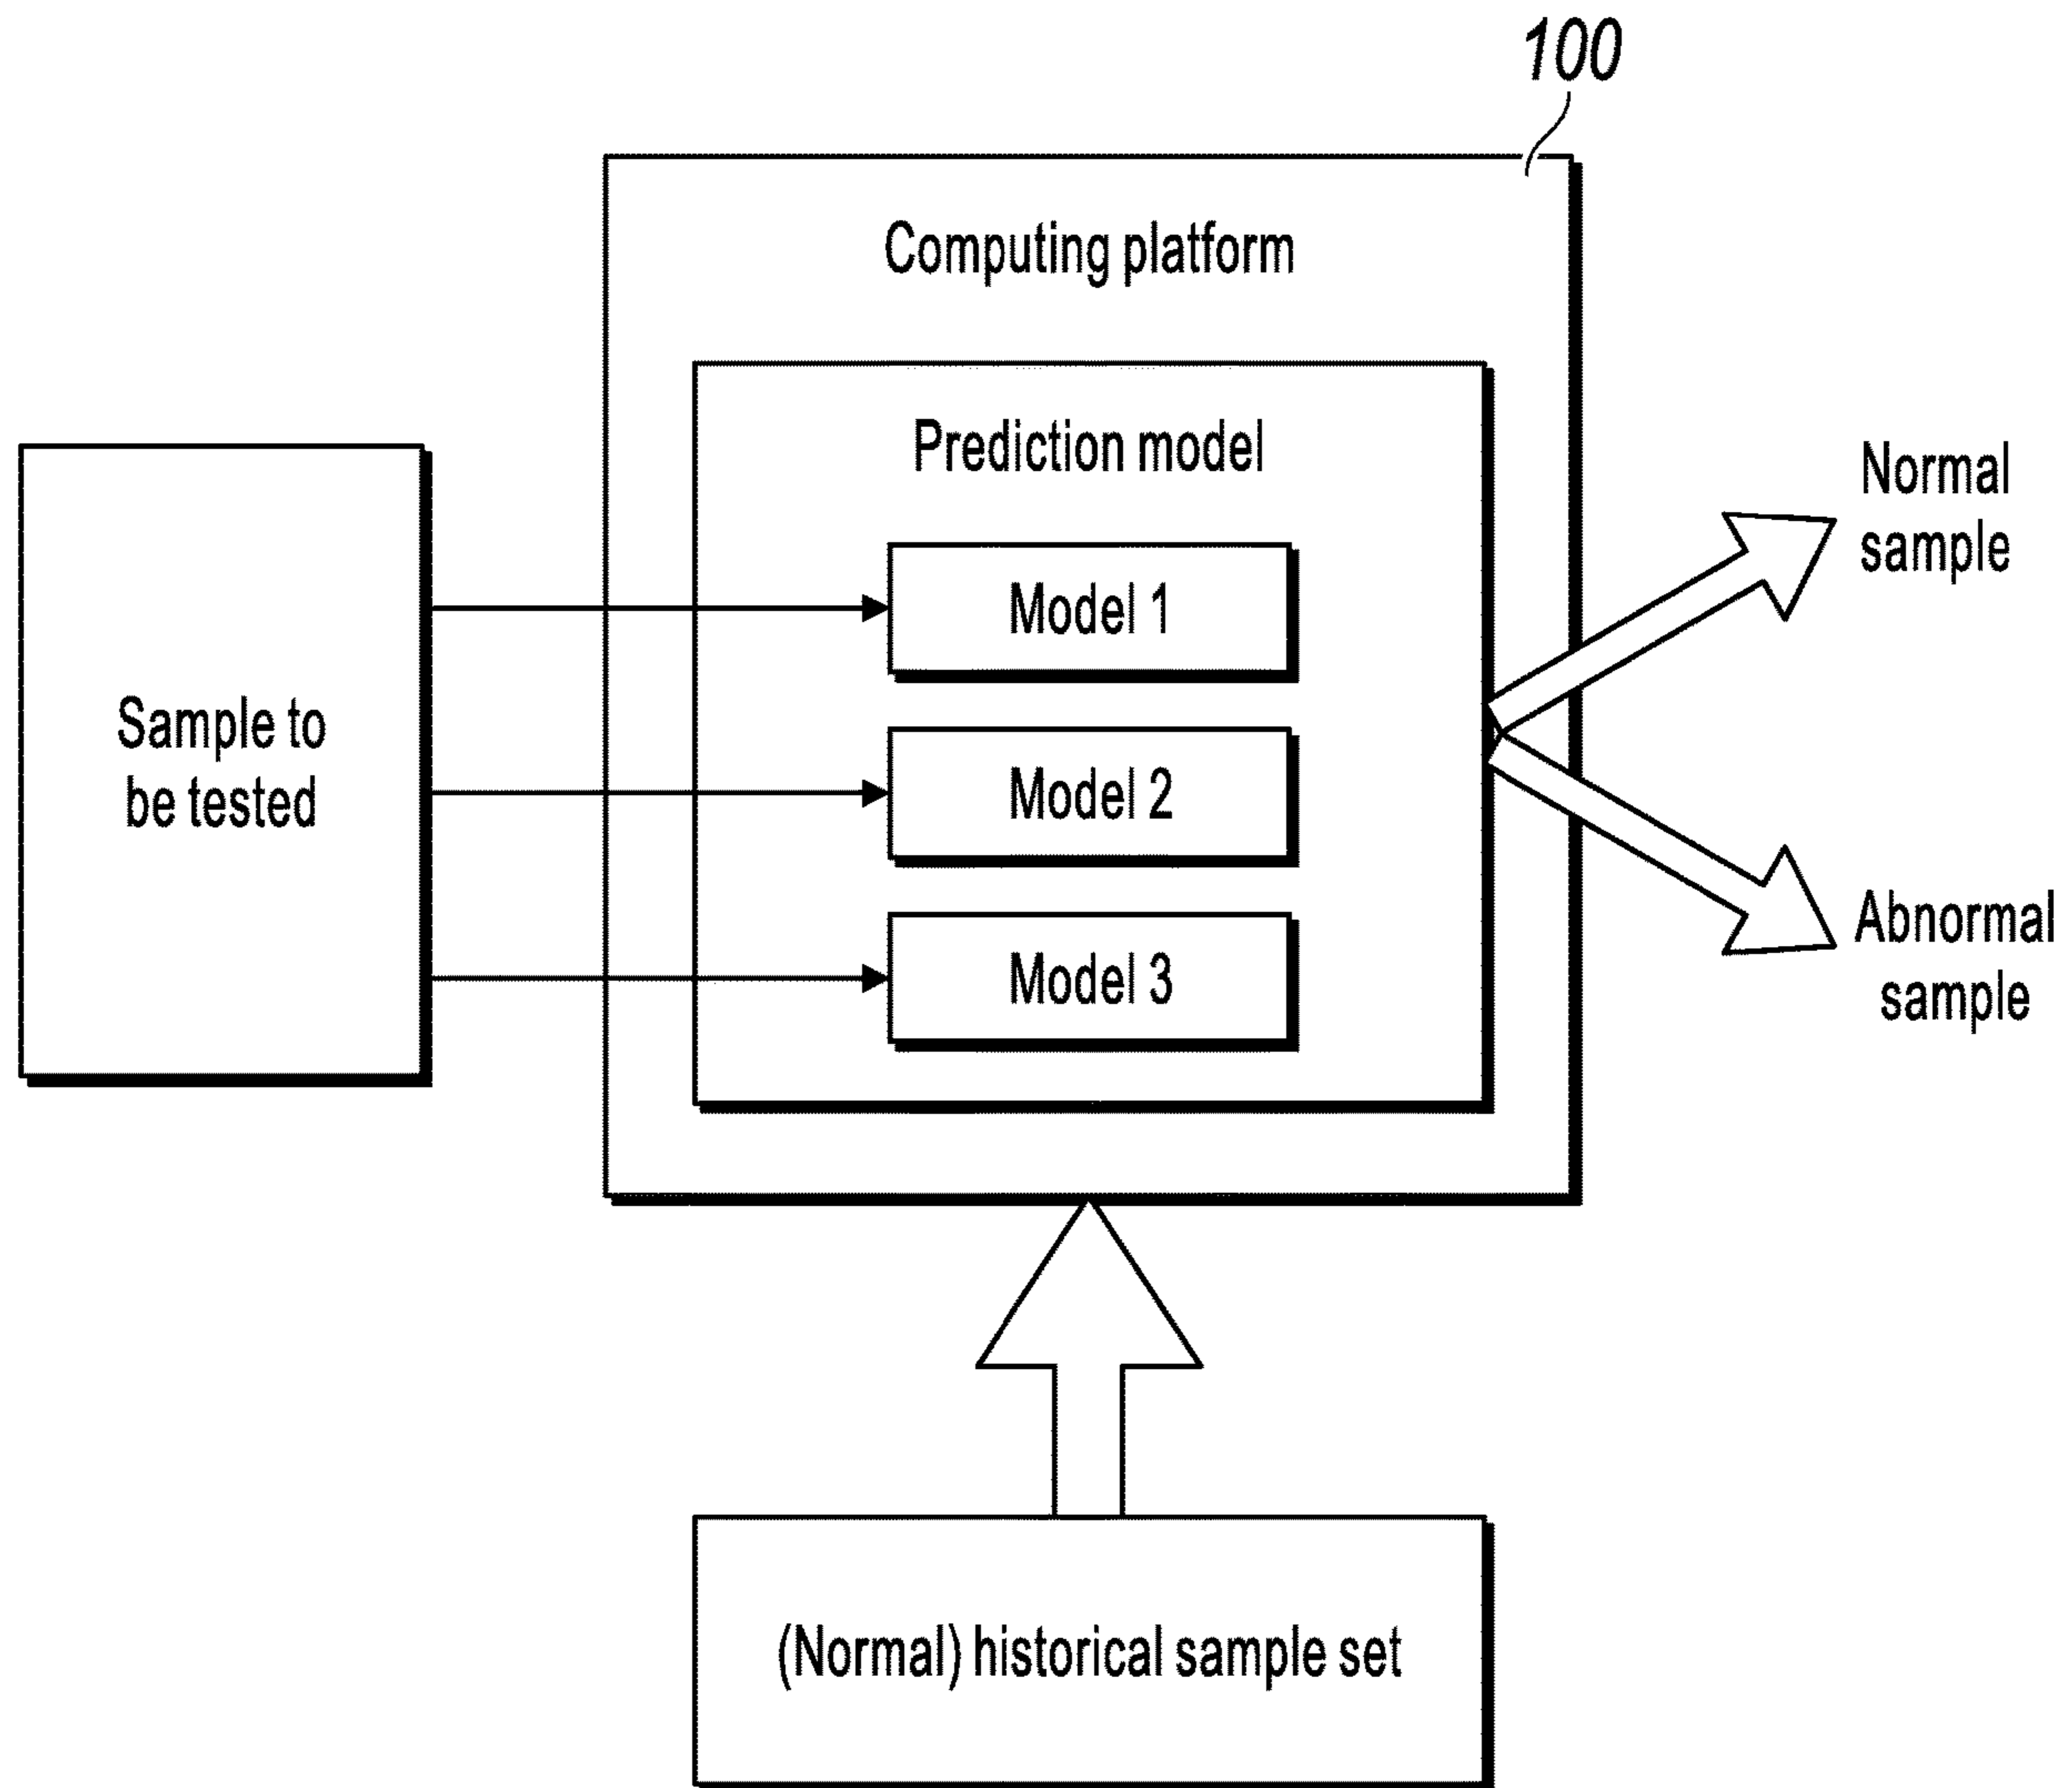 100
Computing platform
Prediction model
Sample to
be tested
Model 1
Model 2
Model 3
Normal
sample
Abnormal
sample
(Normal) historical sample set